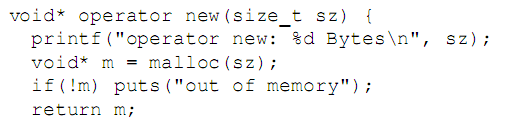 void* operator new(size_t sz) {
  printf("operator new: %d Bytes\n", sz);
  void* m = malloc(sz);
  if(!m) puts("out of memory");
  return m;